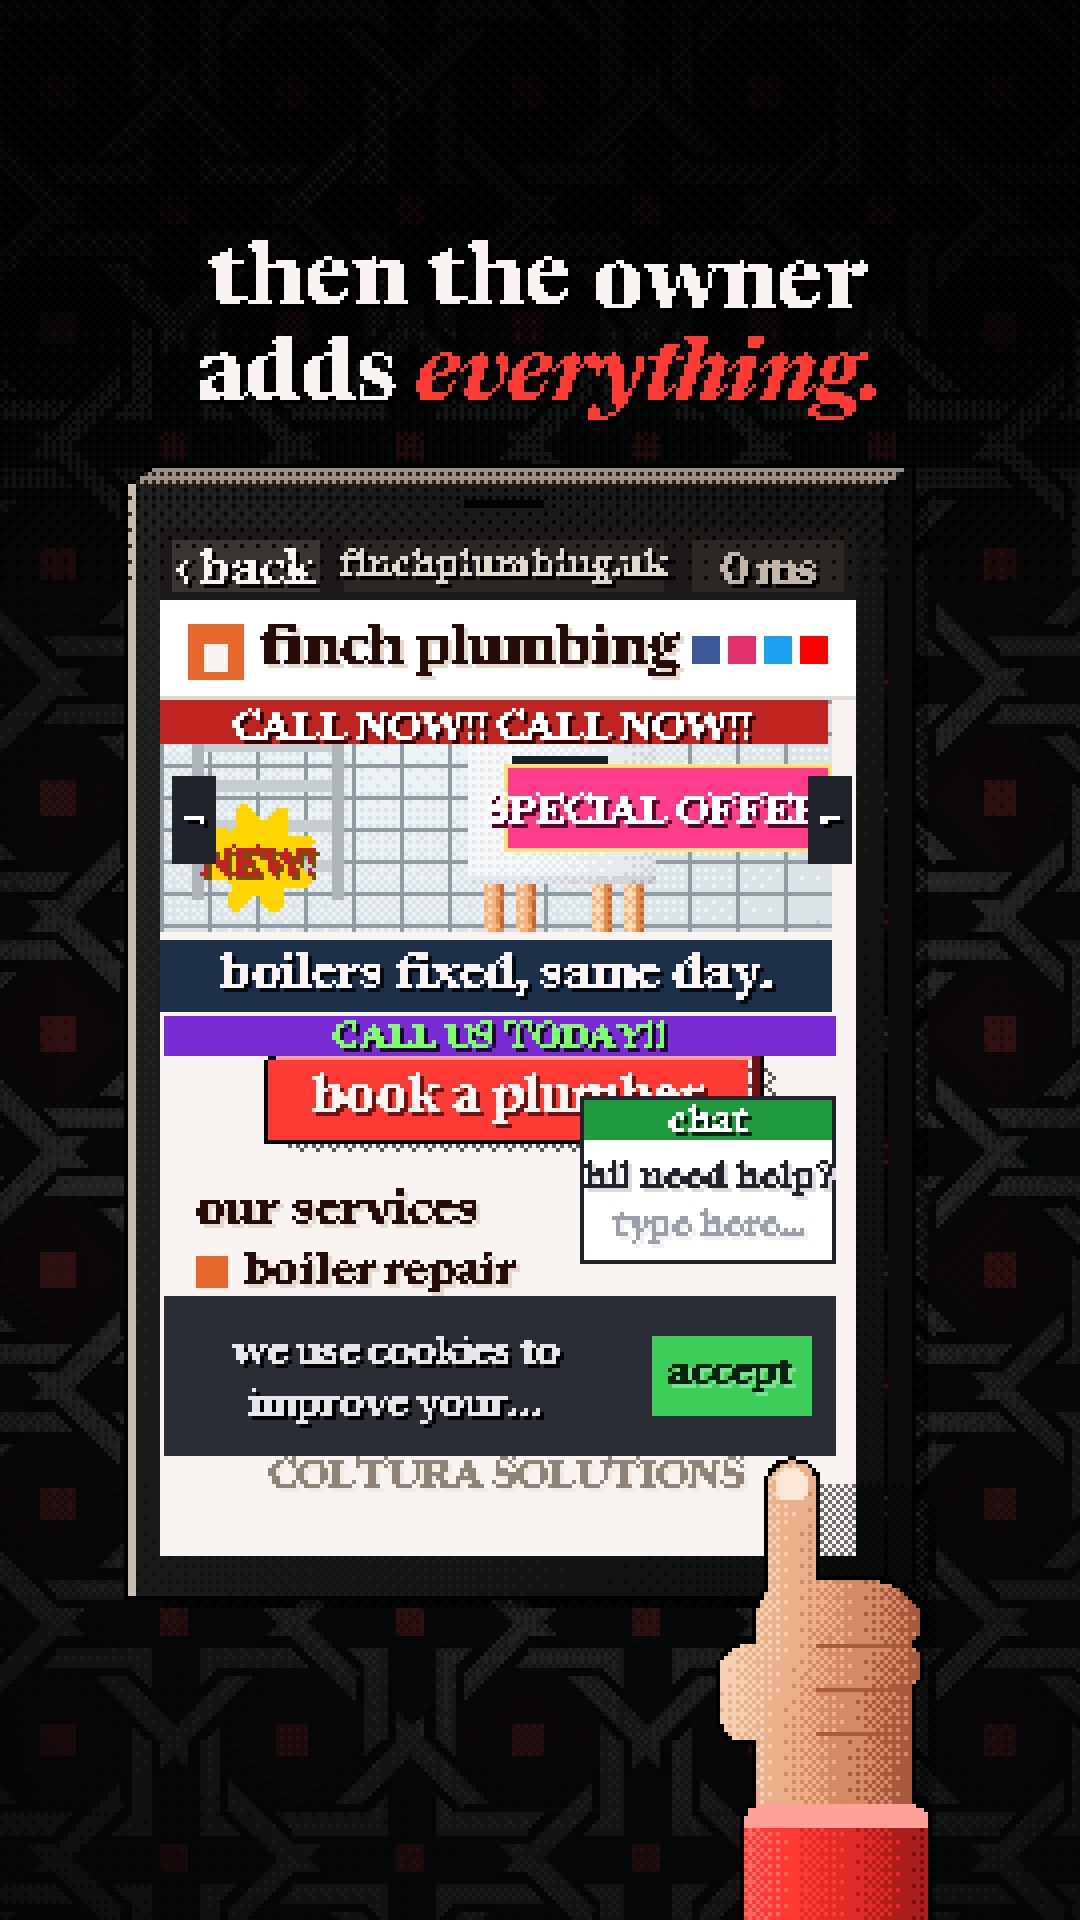 then the owner
adds everything.
‹ back
finchplumbing.uk
0 ms
finch plumbing
CALL NOW!! CALL NOW!!
SPECIAL OFFER
NEW!
boilers fixed, same day.
CALL US TODAY!!
book a plumber
chat
hi! need help?
type here...
our services
boiler repair
we use cookies to
improve your...
accept
COLTURA SOLUTIONS